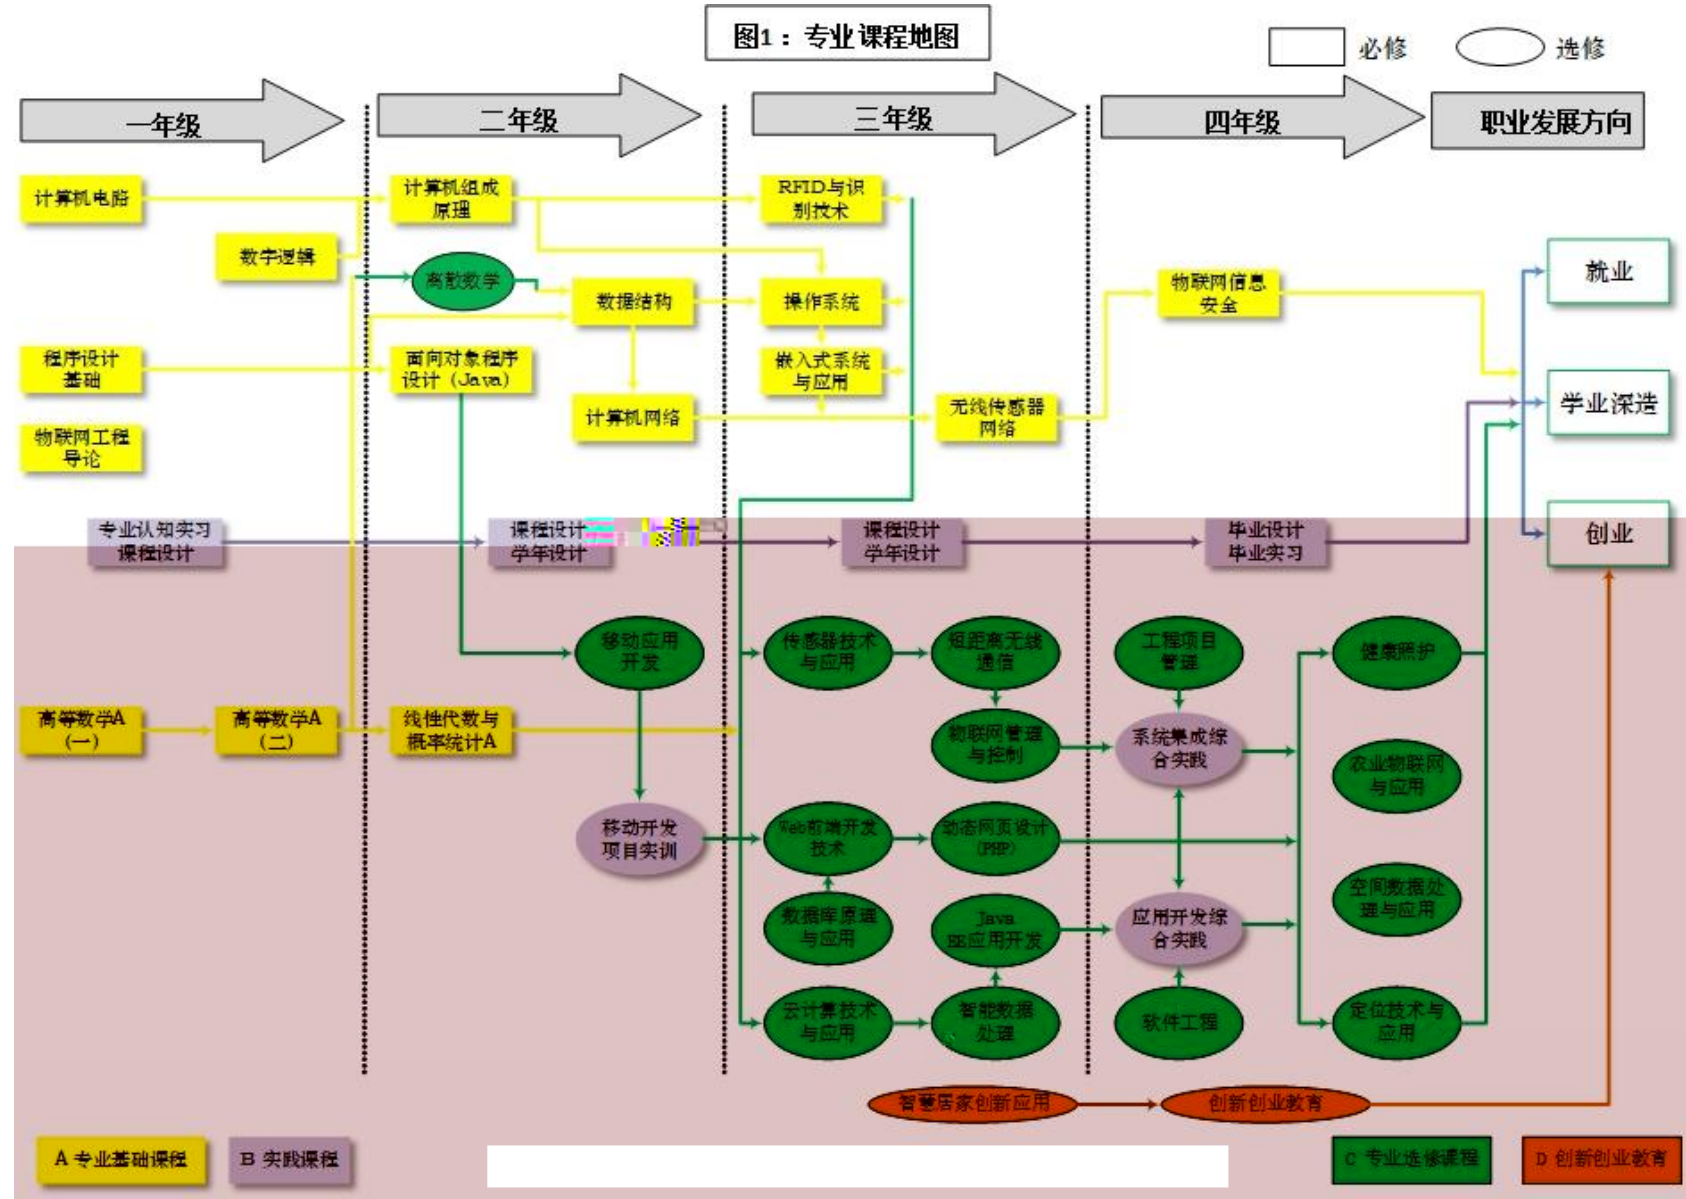 图1：专业课程地图
必修
选修
一年级
二年级
三年级
四年级
职业发展方向
计算机电路
计算机组成
原理
RFID与识
别技术
数字逻辑
离散数学
数据结构
操作系统
物联网信息
安全
就业
程序设计
基础
面向对象程序
设计（Java）
嵌入式系统
与应用
计算机网络
无线传感器
网络
学业深造
物联网工程
导论
专业认知实习
课程设计
课程设计
学年设计
课程设计
学年设计
毕业设计
毕业实习
创业
移动应用
开发
传感器技术
与应用
短距离无线
通信
工程项目
管理
健康照护
高等数学A
(一)
高等数学A
(二)
线性代数与
概率统计A
物联网管理
与控制
系统集成综
合实践
农业物联网
与应用
移动开发
项目实训
Web前端开发
技术
动态网页设计
(PHP)
数据库原理
与应用
Java
EE应用开发
应用开发综
合实践
空间数据处
理与应用
云计算技术
与应用
智能数据
处理
软件工程
定位技术与
应用
智慧居家创新应用
创新创业教育
A 专业基础课程
B 实践课程
C 专业选修课程
D 创新创业教育